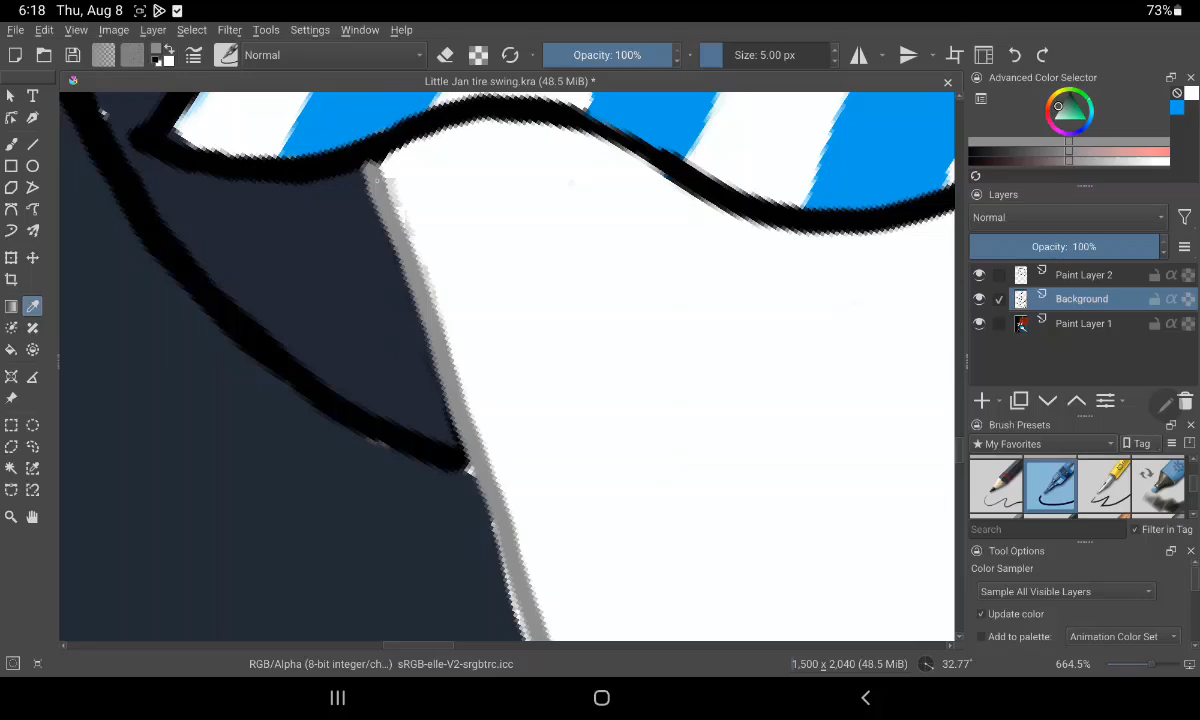 6:18 Thu, Aug 8 73%
File Edit View Image Layer Select Filter Tools Settings Window Help
Normal Opacity: 100% Size: 5.00 px
Little Jan tire swing.kra (48.5 MiB) *
Advanced Color Selector
Layers
Normal
Opacity: 100%
Paint Layer 2
Background
Paint Layer 1
Brush Presets
★ My Favorites Tag
Search Filter in Tag
Tool Options
Color Sampler
Sample All Visible Layers
Update color
Add to palette: Animation Color Set
RGB/Alpha (8-bit integer/ch...) sRGB-elle-V2-srgbtrc.icc 1,500 x 2,040 (48.5 MiB) 32.77° 664.5%